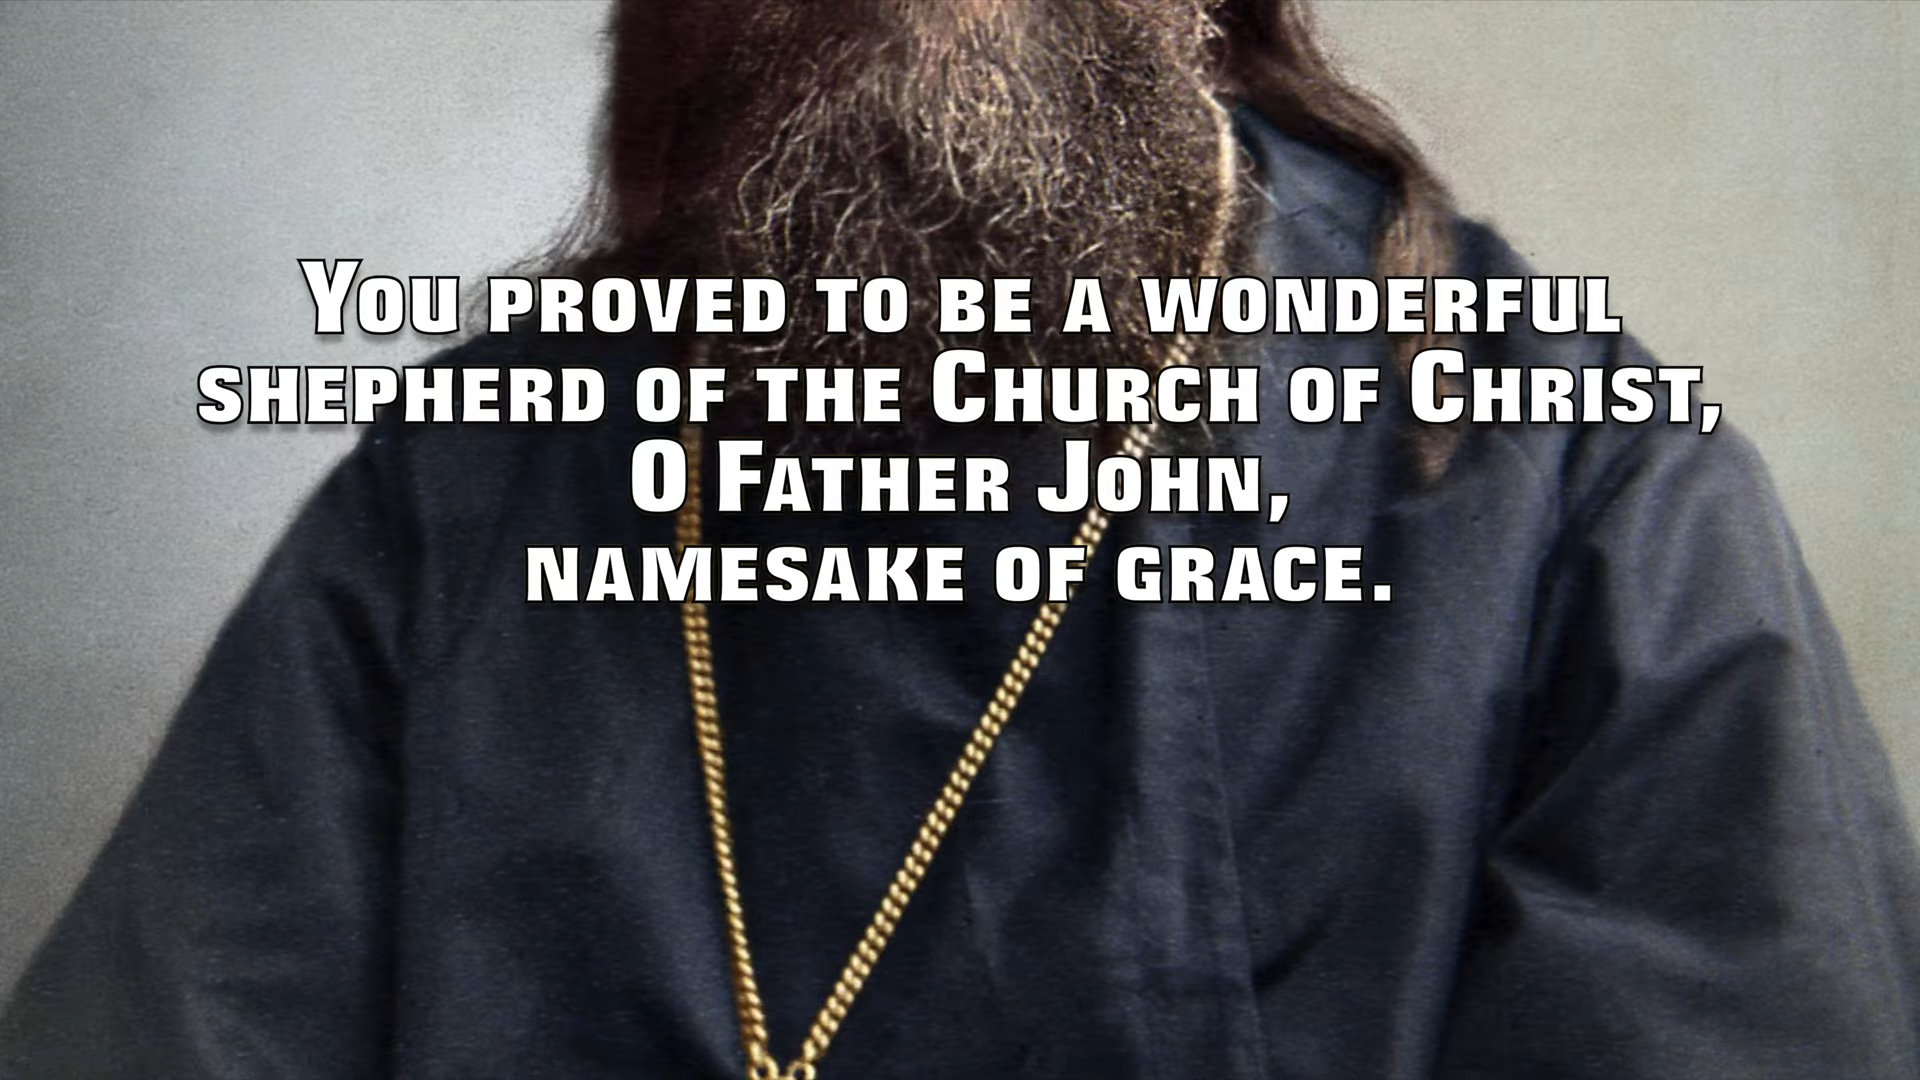 You proved to be a wonderful
shepherd of the Church of Christ,
O Father John,
namesake of grace.